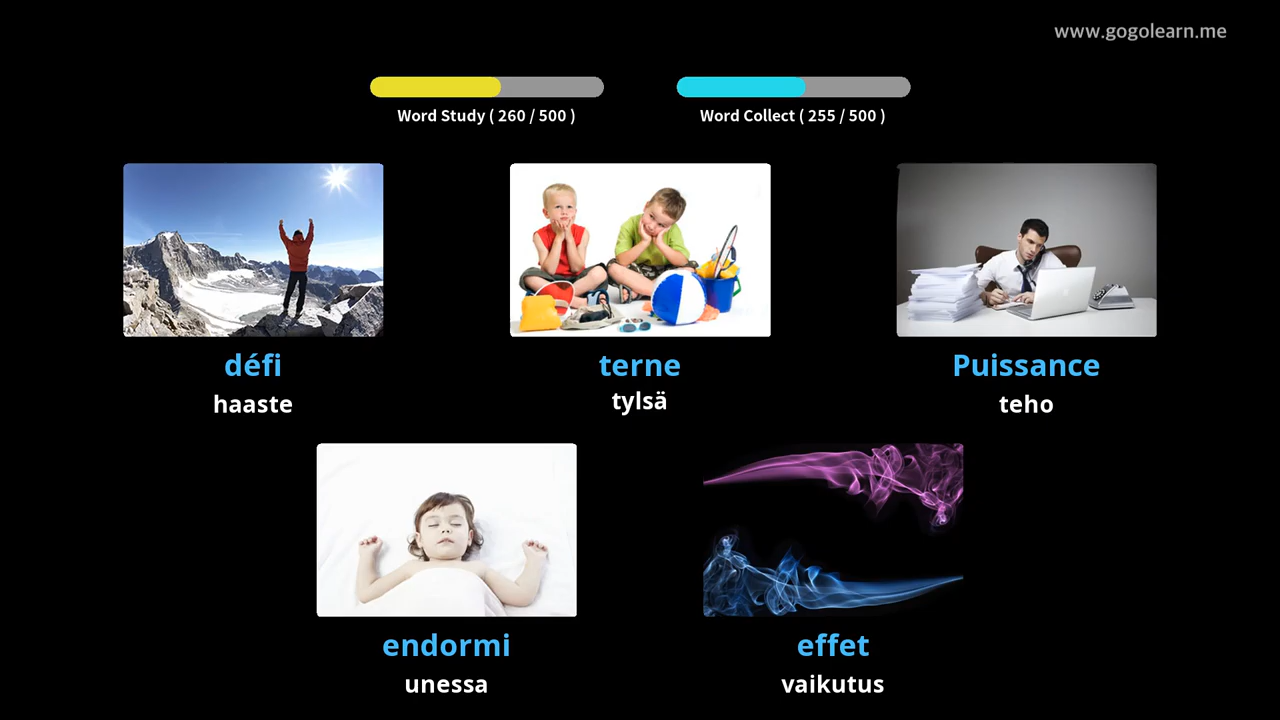 www.gogolearn.me
Word Study ( 260 / 500 )
Word Collect ( 255 / 500 )
défi
haaste
terne
tylsä
Puissance
teho
endormi
unessa
effet
vaikutus